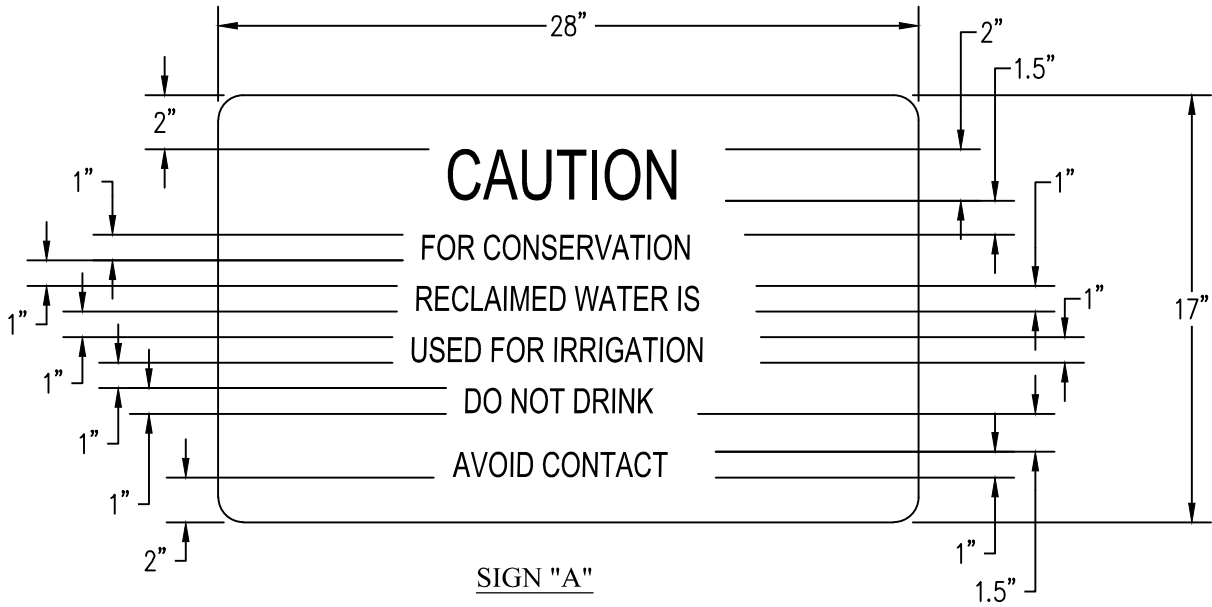 28”
2”
1.5”
2”
CAUTION
1”
1”
FOR CONSERVATION
RECLAIMED WATER IS
1”
17”
1”
USED FOR IRRIGATION
1”
DO NOT DRINK
1”
AVOID CONTACT
1”
2”
1”
SIGN "A"
1.5”